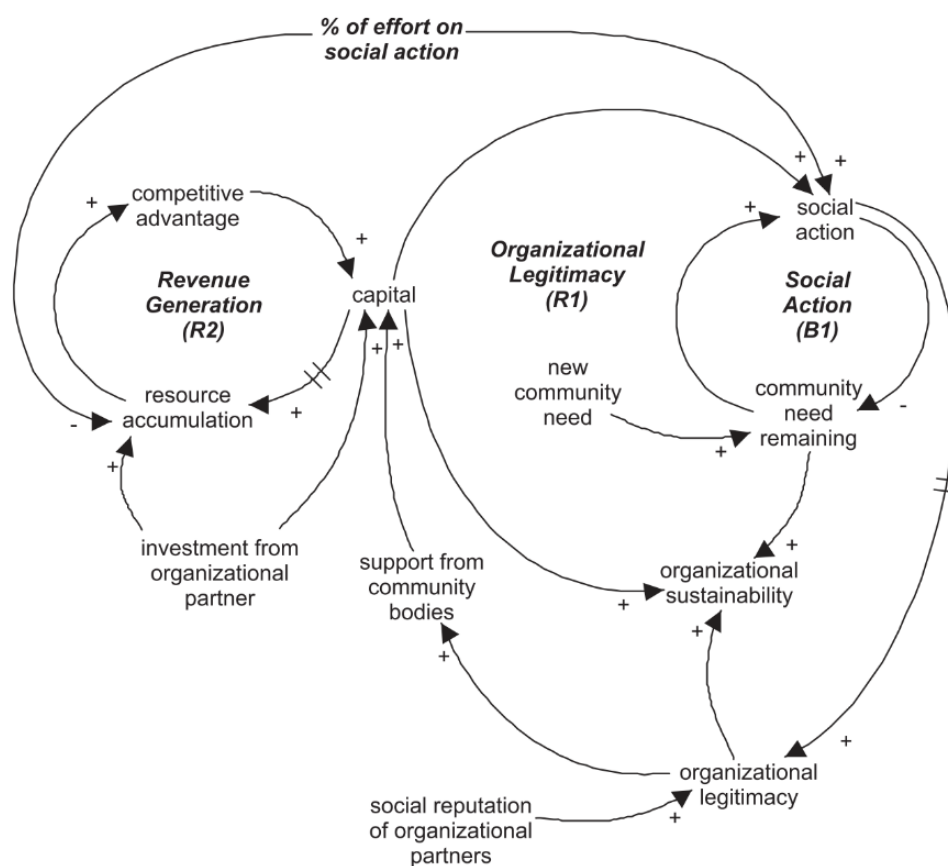 % of effort on
social action
+
+
+
competitive
advantage
+
+
social
action
+
Organizational
Legitimacy
(R1)
Revenue
Generation
(R2)
Social
Action
(B1)
capital
+
+
new
community
need
community
need
remaining
resource
accumulation
+
-
-
+
+
investment from
organizational
partner
support from
community
bodies
+
organizational
sustainability
+
+
+
+
organizational
legitimacy
social reputation
of organizational
partners
+